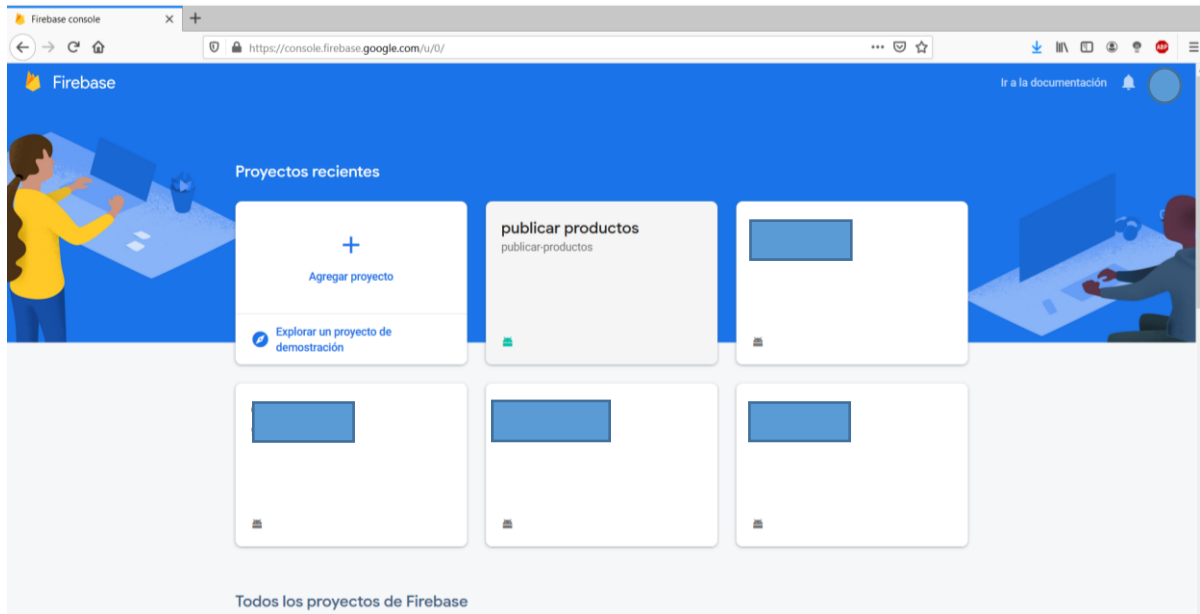 Firebase console
https://console.firebase.google.com/u/0/
ABP
Firebase
Ir a la documentación
Proyectos recientes
Agregar proyecto
Explorar un proyecto de
demostración
publicar productos
publicar-productos
Todos los proyectos de Firebase